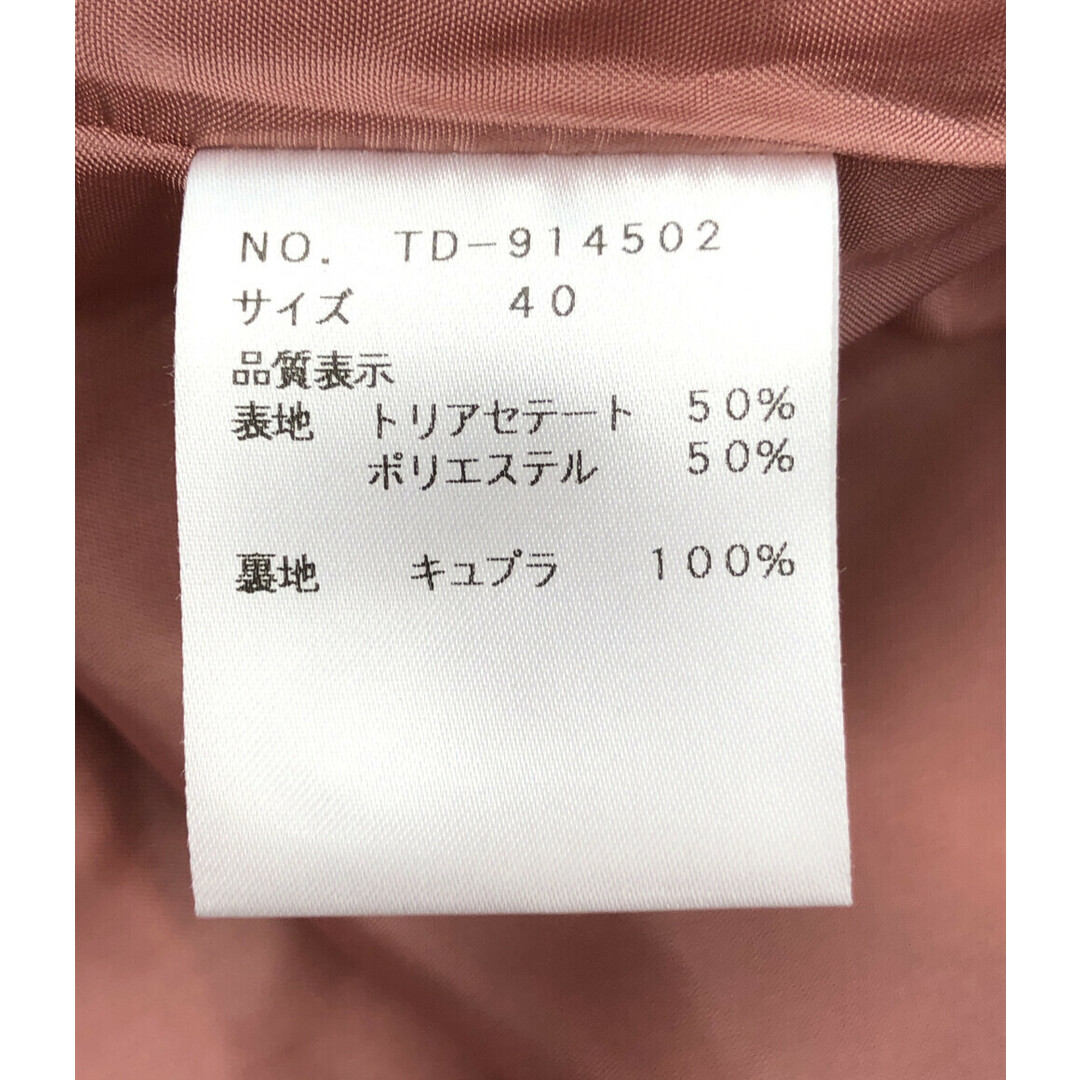 NO. TD-914502
サイズ 40
品質表示
表地 トリアセテート 50%
ポリエステル 50%
裏地 キュプラ 100%